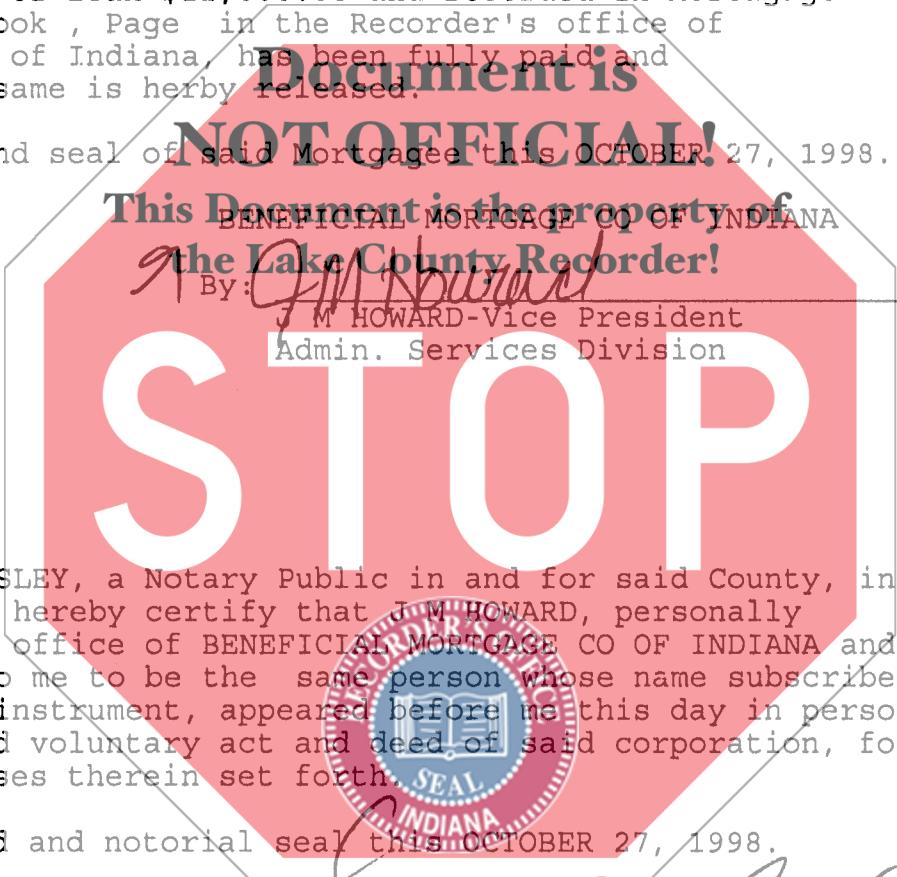 ook , Page in the Recorder's office of
of Indiana, has been fully paid and
same is herby released.
Document is
NOT OFFICIAL!
nd seal of said Mortgagee this OCTOBER 27, 1998.
This Document is the property of
the Lake County Recorder!
BENEFICIAL MORTGAGE CO OF INDIANA
By: J M Howard
J M HOWARD-Vice President
Admin. Services Division
STOP
SLEY, a Notary Public in and for said County, in
hereby certify that J M HOWARD, personally
office of BENEFICIAL MORTGAGE CO OF INDIANA and
o me to be the same person whose name subscribe
instrument, appeared before me this day in perso
d voluntary act and deed of said corporation, fo
ses therein set forth.
RECORDER'S OFFICE
SEAL
INDIANA
d and notorial seal this OCTOBER 27, 1998.